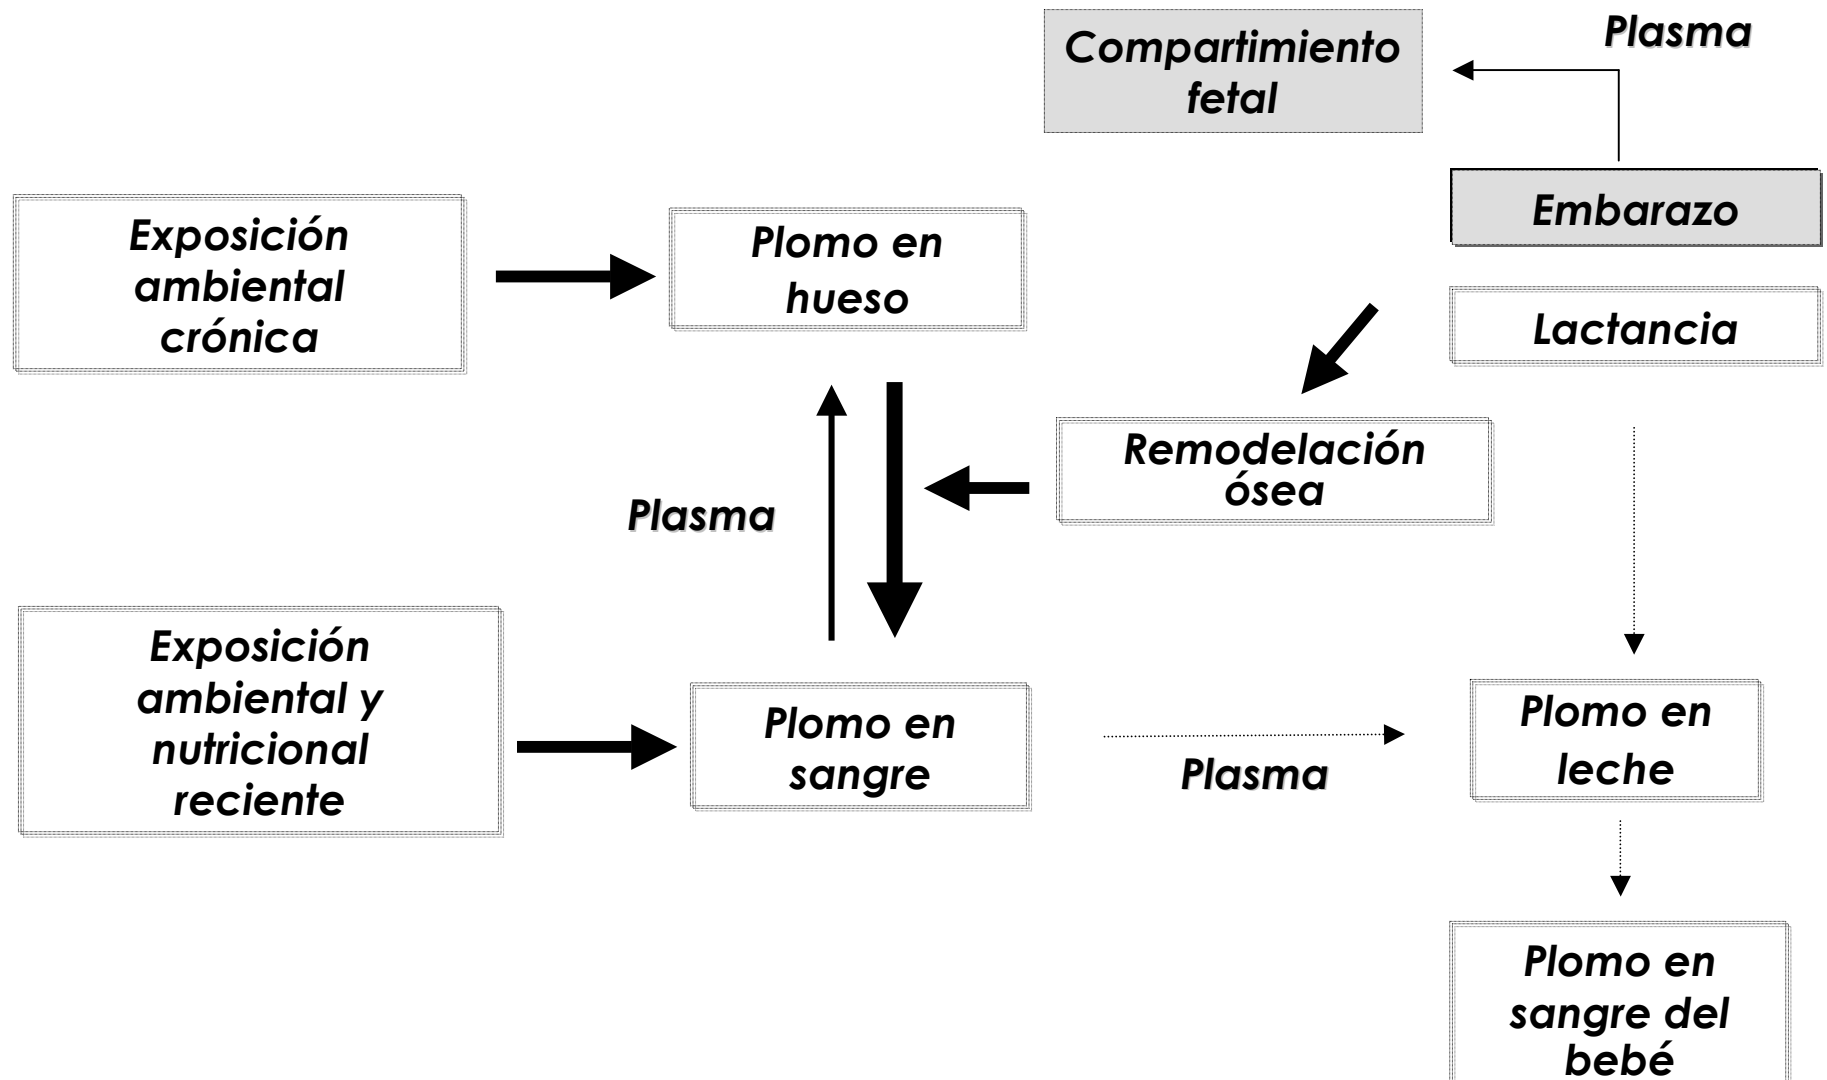 Compartimiento
fetal
Plasma
Embarazo
Exposición
ambiental
crónica
Plomo en
hueso
Lactancia
Remodelación
ósea
Plasma
Exposición
ambiental y
nutricional
reciente
Plomo en
sangre
Plasma
Plomo en
leche
Plomo en
sangre del
bebé